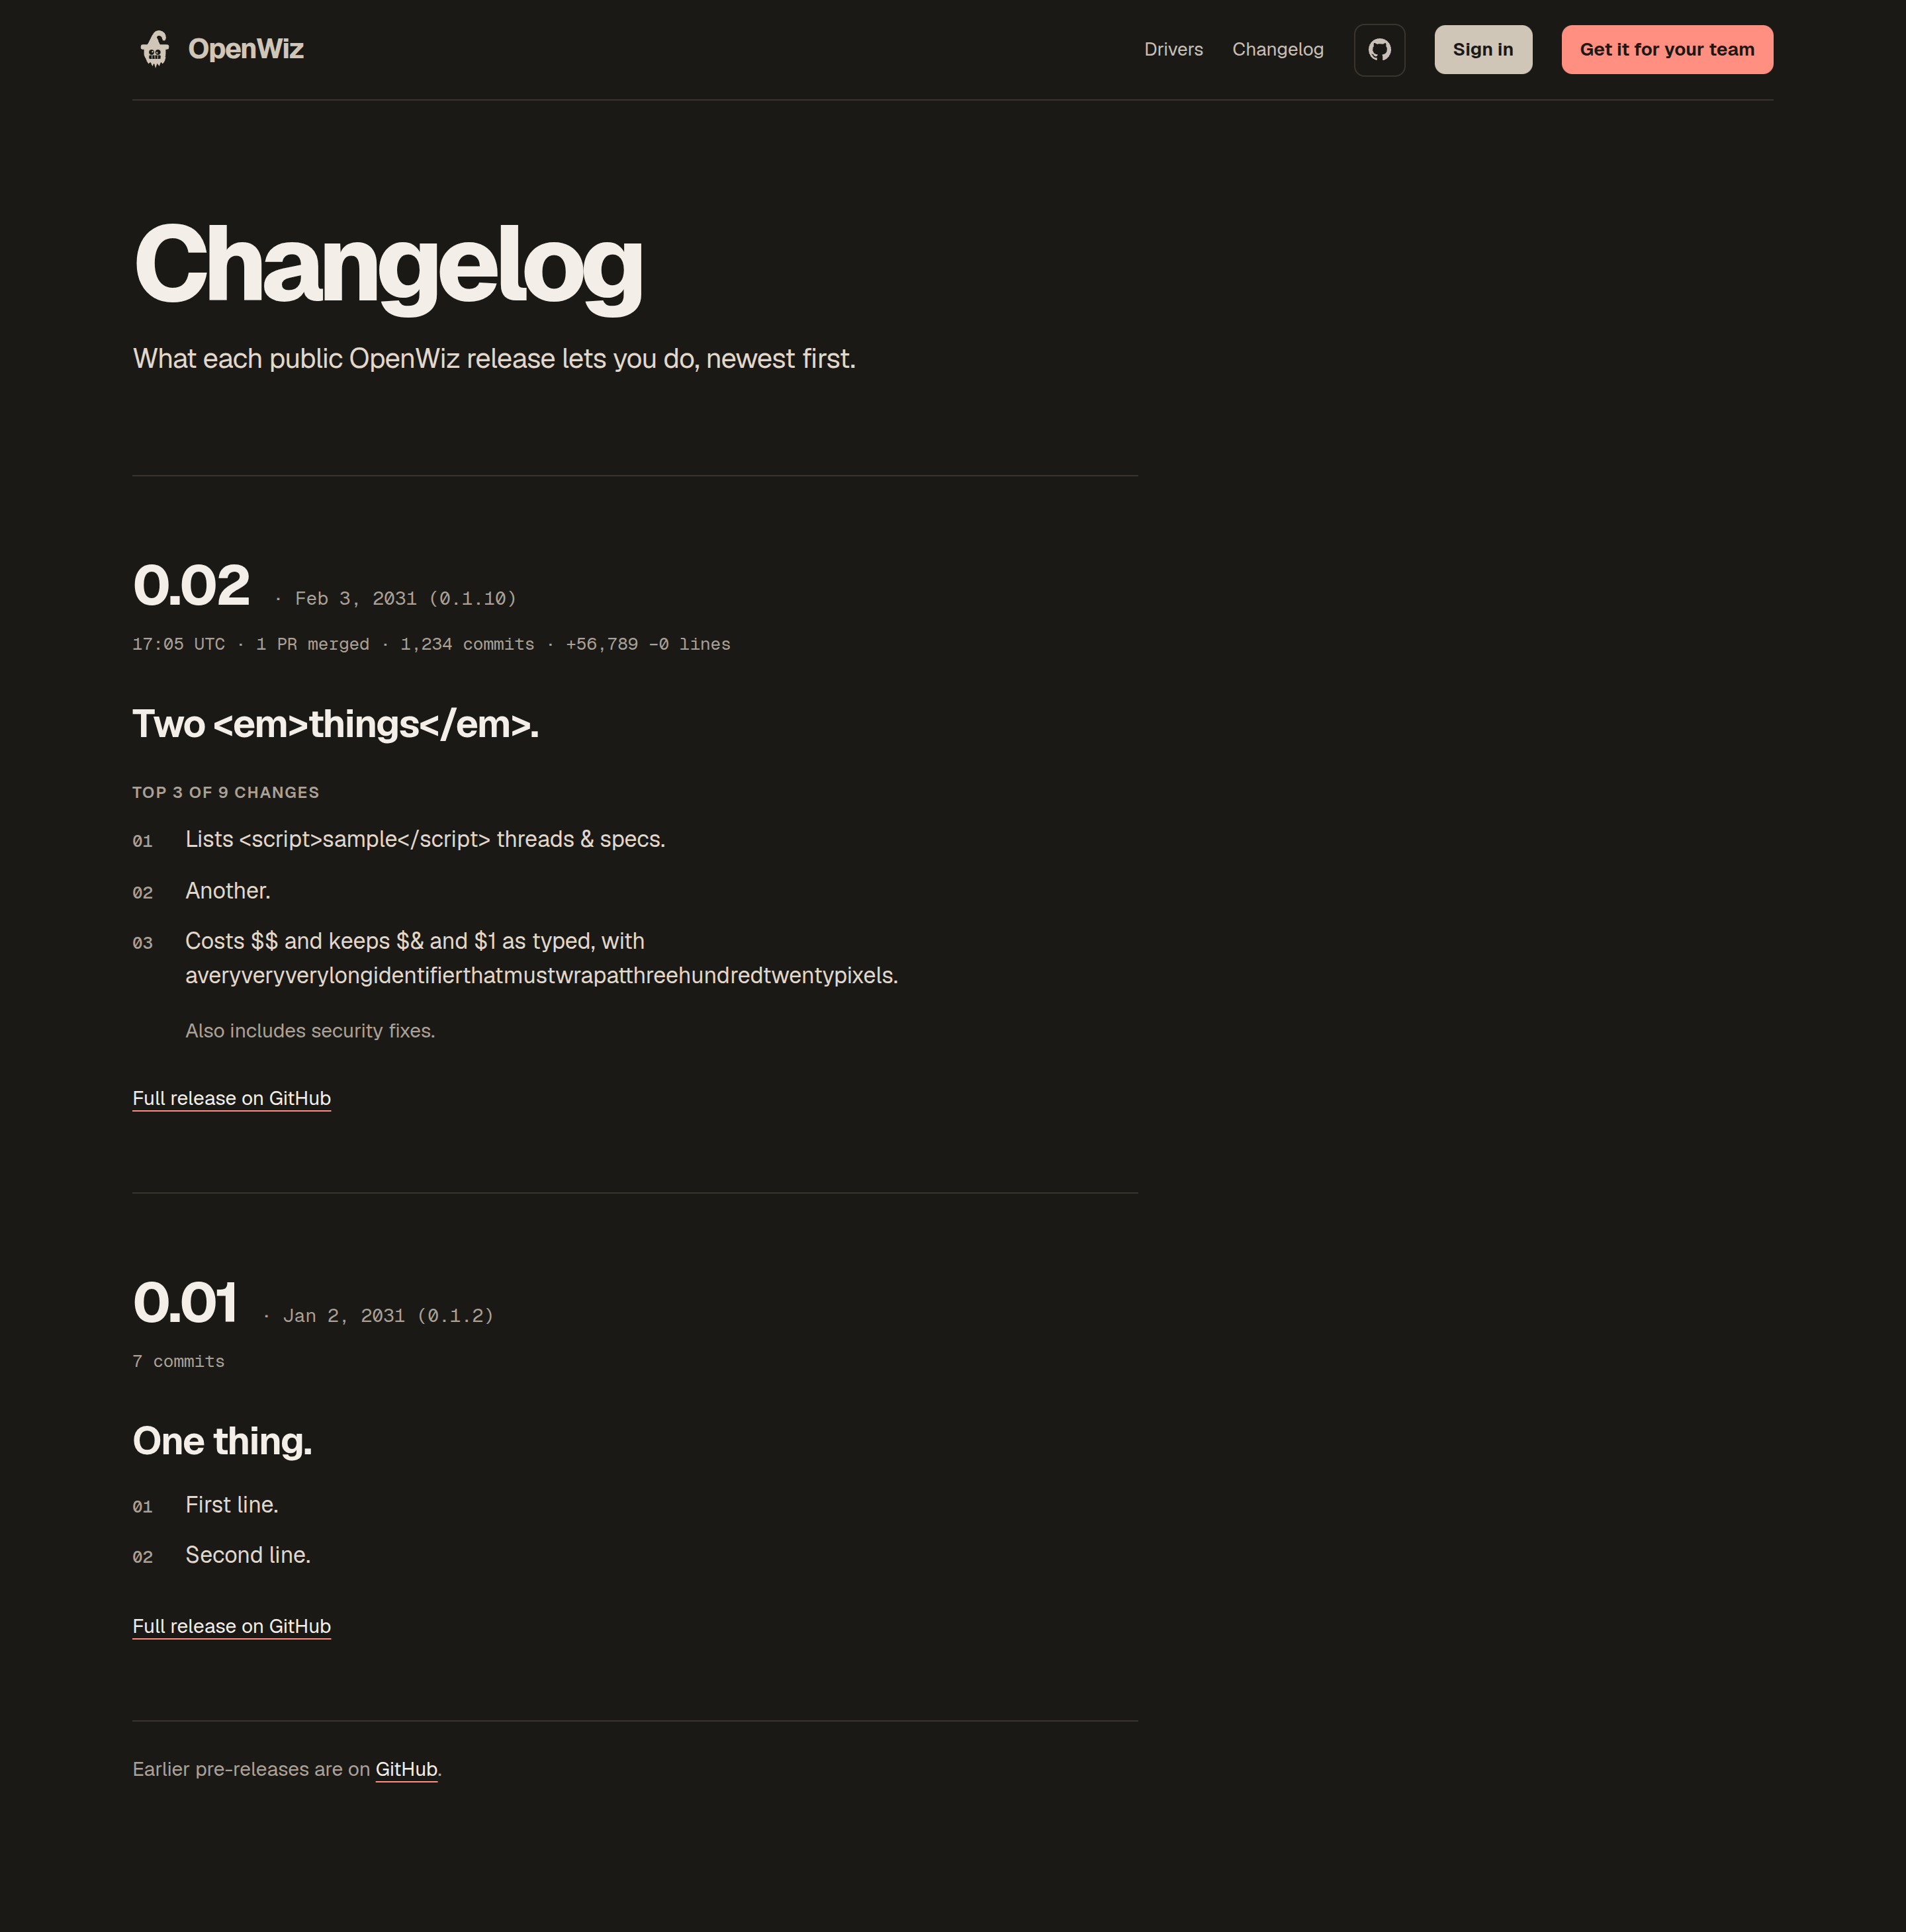 OpenWiz
Drivers
Changelog
Sign in
Get it for your team
Changelog
What each public OpenWiz release lets you do, newest first.
0.02 · Feb 3, 2031 (0.1.10)
17:05 UTC · 1 PR merged · 1,234 commits · +56,789 −0 lines
Two <em>things</em>.
TOP 3 OF 9 CHANGES
01 Lists <script>sample</script> threads & specs.
02 Another.
03 Costs $$ and keeps $& and $1 as typed, with
averyveryverylongidentifierthatmustwrapatthreehundredtwentypixels.
Also includes security fixes.
Full release on GitHub
0.01 · Jan 2, 2031 (0.1.2)
7 commits
One thing.
01 First line.
02 Second line.
Full release on GitHub
Earlier pre-releases are on GitHub.